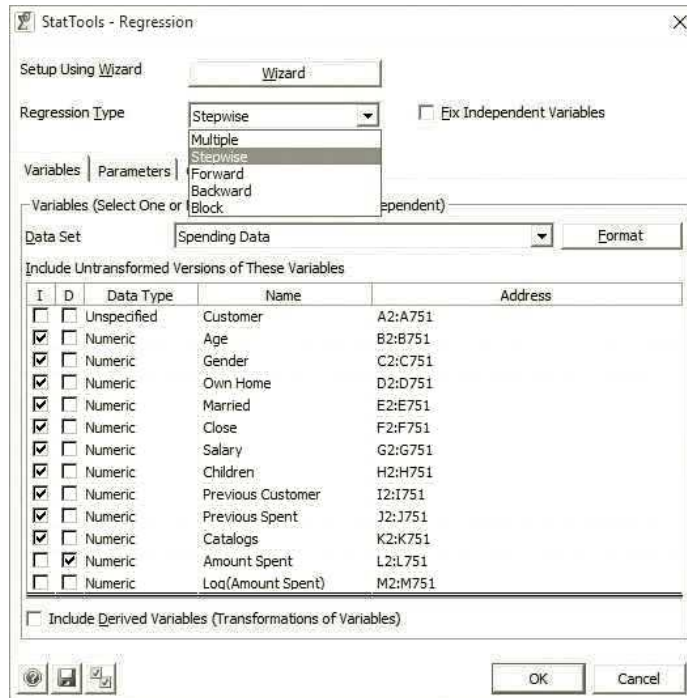 StatTools - Regression
Setup Using Wizard
Wizard
Regression Type
Stepwise
Fix Independent Variables
Multiple
Stepwise
Forward
Backward
Block
Variables
Parameters
Variables (Select One or
ependent)
Data Set
Spending Data
Format
Include Untransformed Versions of These Variables
I D Data Type Name Address
Unspecified Customer A2:A751
Numeric Age B2:B751
Numeric Gender C2:C751
Numeric Own Home D2:D751
Numeric Married E2:E751
Numeric Close F2:F751
Numeric Salary G2:G751
Numeric Children H2:H751
Numeric Previous Customer I2:I751
Numeric Previous Spent J2:J751
Numeric Catalogs K2:K751
Numeric Amount Spent L2:L751
Numeric Log(Amount Spent) M2:M751
Include Derived Variables (Transformations of Variables)
OK
Cancel